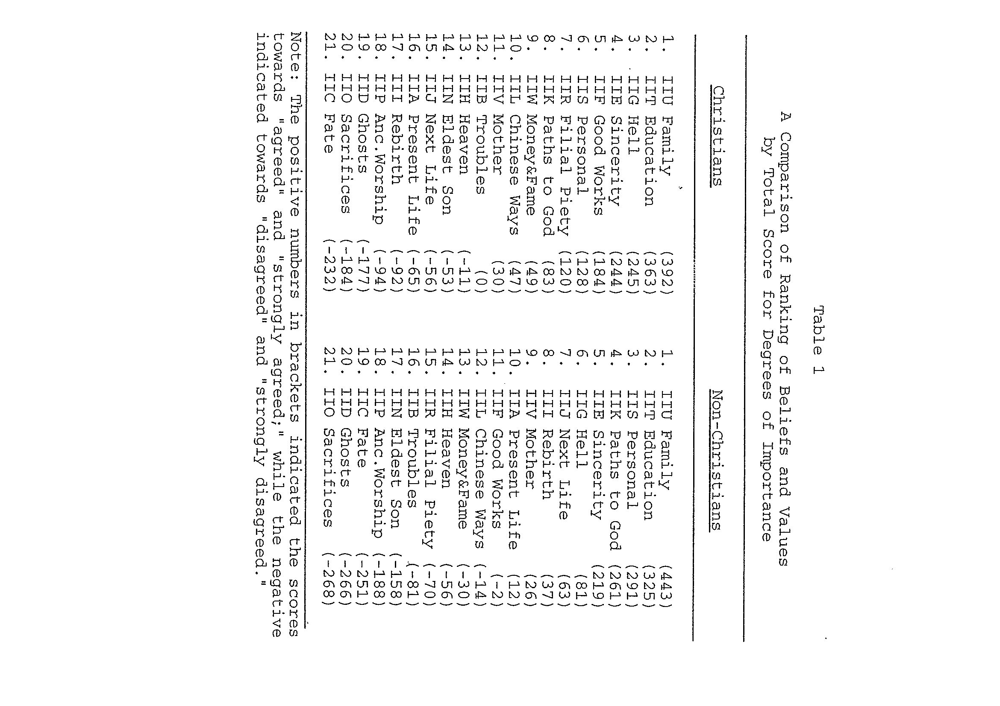 Table 1
A Comparison of Ranking of Beliefs and Values
by Total Score for Degrees of Importance
Christians Non-Christians
1. IIU Family (392) 1. IIU Family (443)
2. IIT Education (363) 2. IIT Education (325)
3. IIG Hell (245) 3. IIS Personal (291)
4. IIE Sincerity (244) 4. IIK Paths to God (261)
5. IIF Good Works (184) 5. IIE Sincerity (219)
6. IIS Personal (128) 6. IIG Hell (81)
7. IIR Filial Piety (120) 7. IIJ Next Life (63)
8. IIK Paths to God (83) 8. III Rebirth (37)
9. IIW Money&Fame (49) 9. IIV Mother (26)
10. IIL Chinese Ways (47) 10. IIA Present Life (12)
11. IIV Mother (30) 11. IIF Good Works (-2)
12. IIB Troubles (0) 12. IIL Chinese Ways (-14)
13. IIH Heaven (-11) 13. IIW Money&Fame (-30)
14. IIN Eldest Son (-53) 14. IIH Heaven (-56)
15. IIJ Next Life (-56) 15. IIR Filial Piety (-70)
16. IIA Present Life (-65) 16. IIB Troubles (-81)
17. III Rebirth (-92) 17. IIN Eldest Son (-158)
18. IIP Anc.Worship (-94) 18. IIP Anc.Worship (-188)
19. IID Ghosts (-177) 19. IIC Fate (-251)
20. IIO Sacrifices (-184) 20. IID Ghosts (-266)
21. IIC Fate (-232) 21. IIO Sacrifices (-268)
Note: The positive numbers in brackets indicated the scores
towards "agreed" and "strongly agreed;" while the negative
indicated towards "disagreed" and "strongly disagreed."